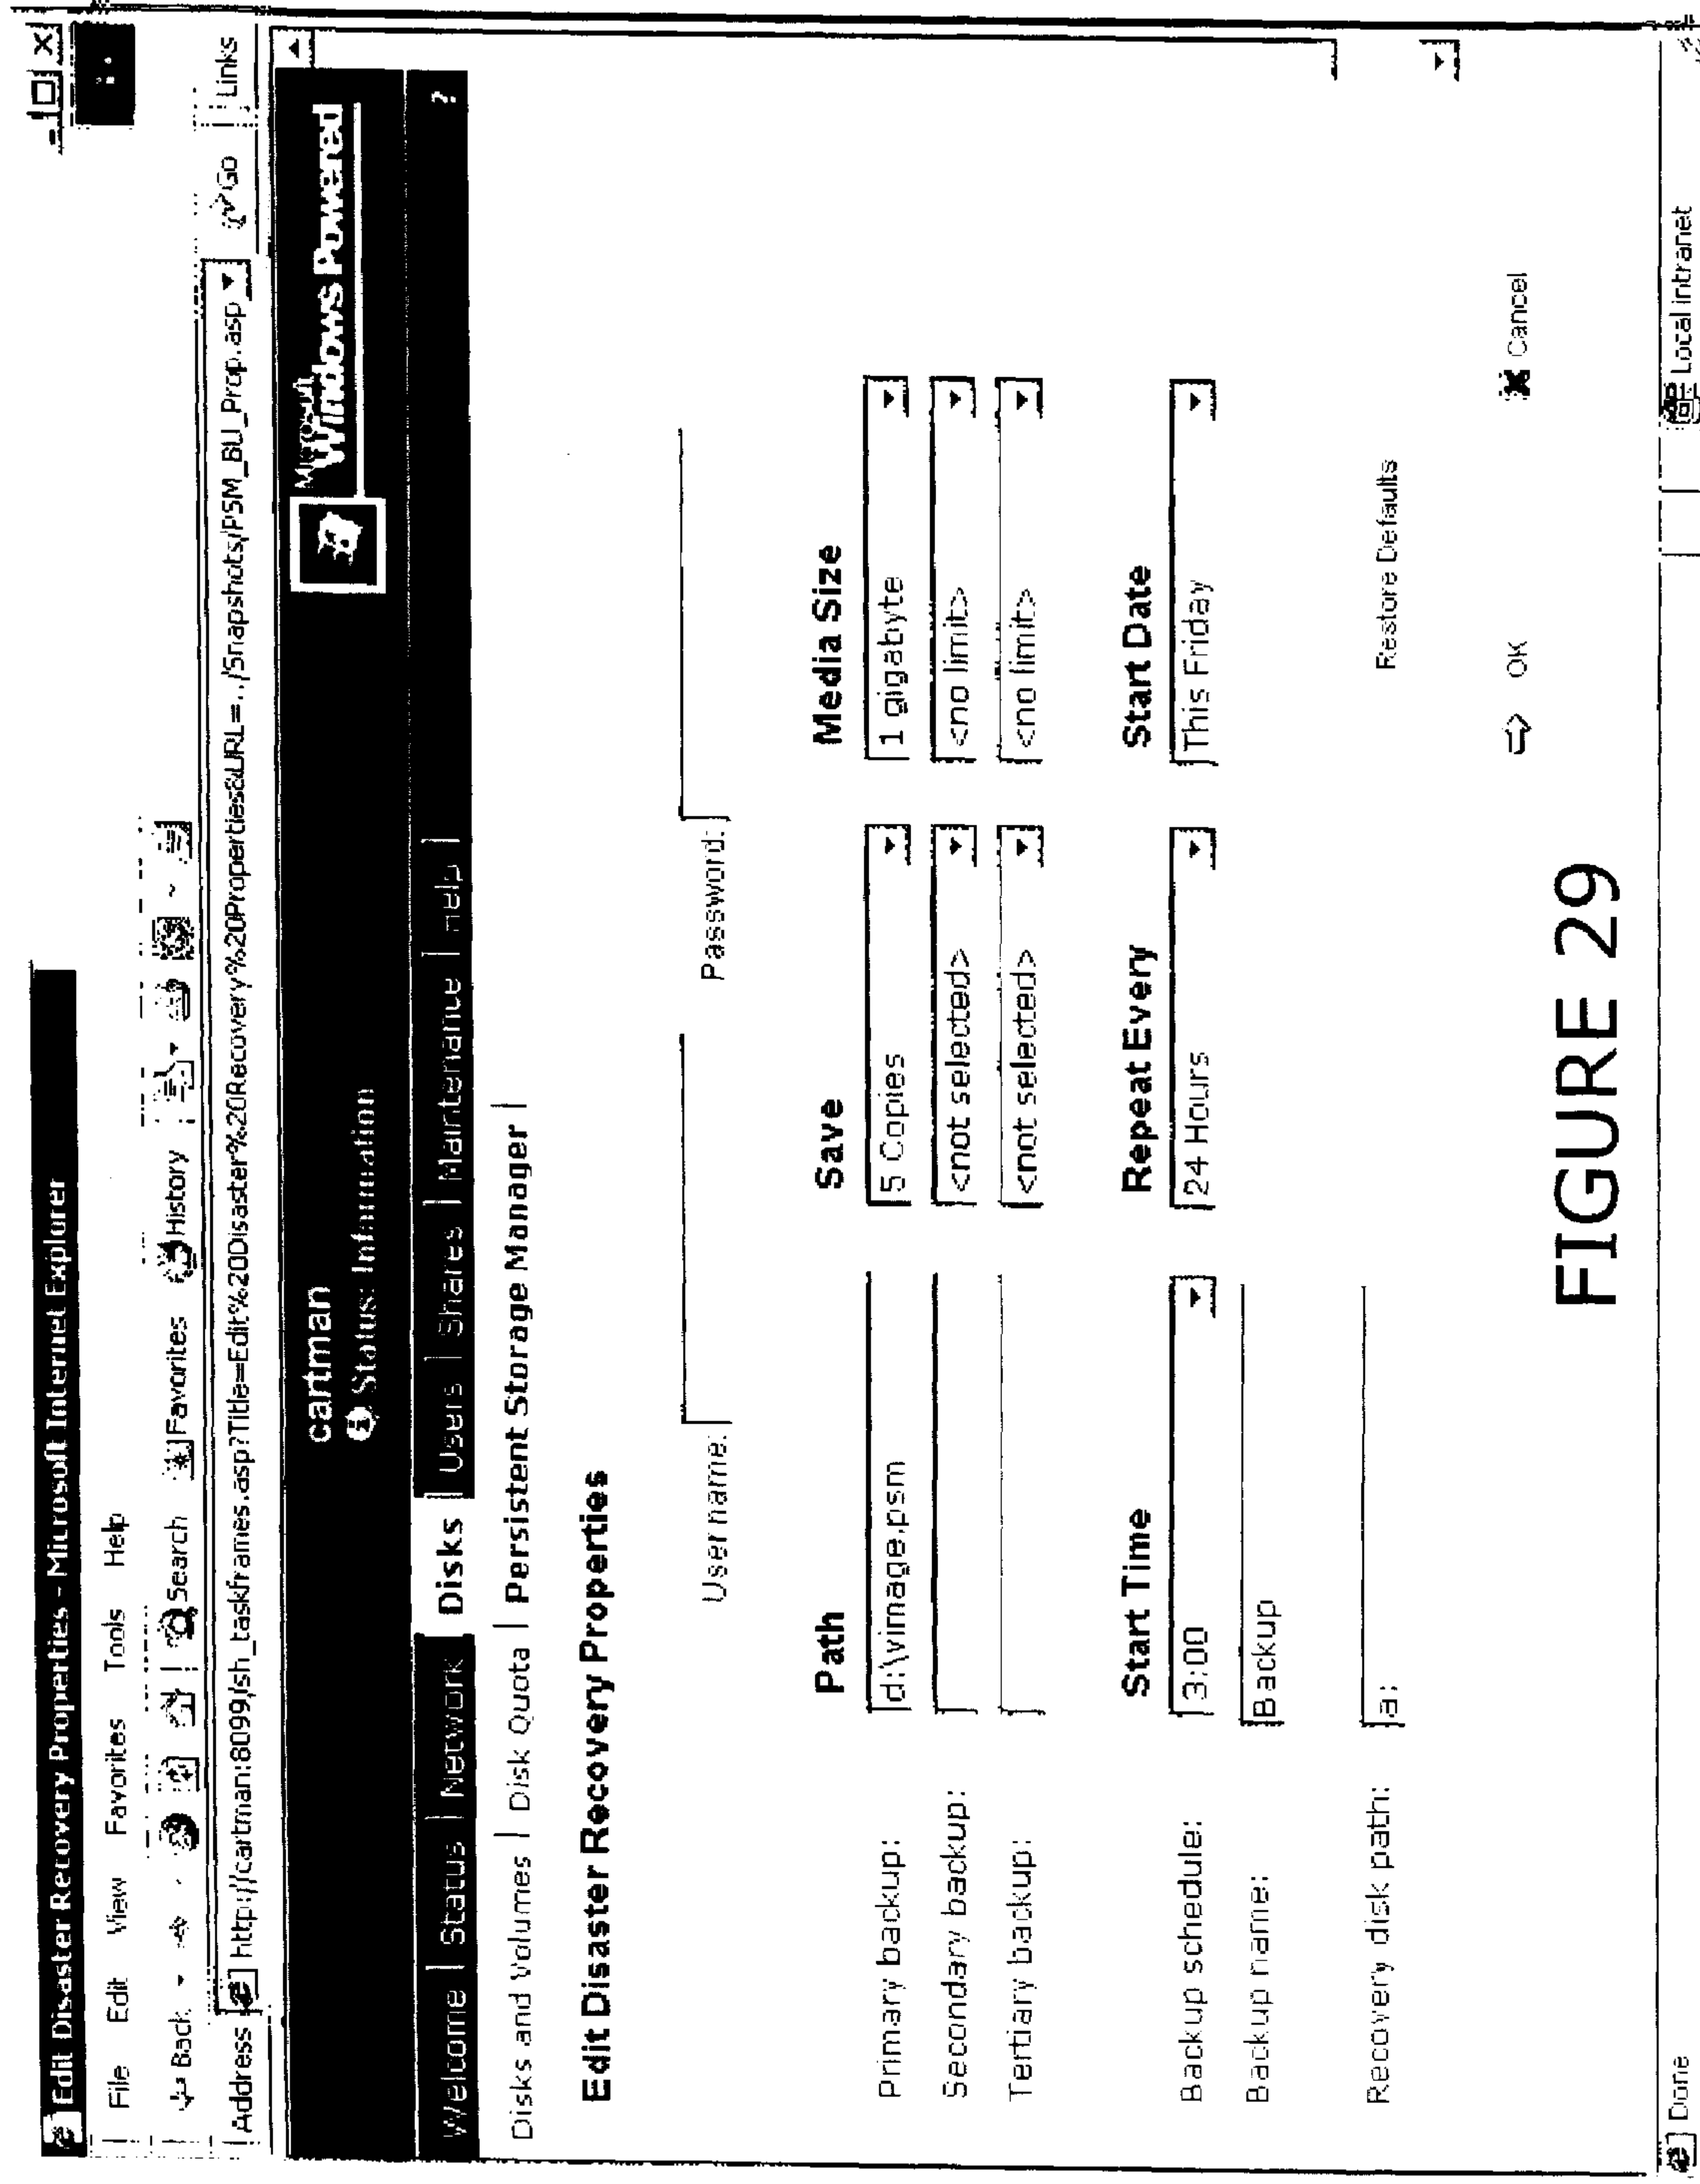 Edit Disaster Recovery Properties - Microsoft Internet Explorer
File Edit View Favorites Tools Help
Back Search Favorites History
Address http://cartman:8099/sh_taskframes.asp?Title=Edit%20Disaster%20Recovery%20Properties&URL=../Snapshots/PSM_BU_Prop.asp Go Links
cartman
Status: Information
Microsoft
Windows Powered
Welcome | Status | Network | Disks | Users | Shares | Maintenance | Help | ?
Disks and Volumes | Disk Quota | Persistent Storage Manager |
Edit Disaster Recovery Properties
Username: Password:
Path Save Media Size
Primary backup: d:\vimage.psm 5 Copies 1 gigabyte
Secondary backup: <not selected> <no limit>
Tertiary backup: <not selected> <no limit>
Start Time Repeat Every Start Date
Backup schedule: 3:00 24 Hours This Friday
Backup name: Backup
Recovery disk path: a:
Restore Defaults
OK Cancel
FIGURE 29
Done Local intranet